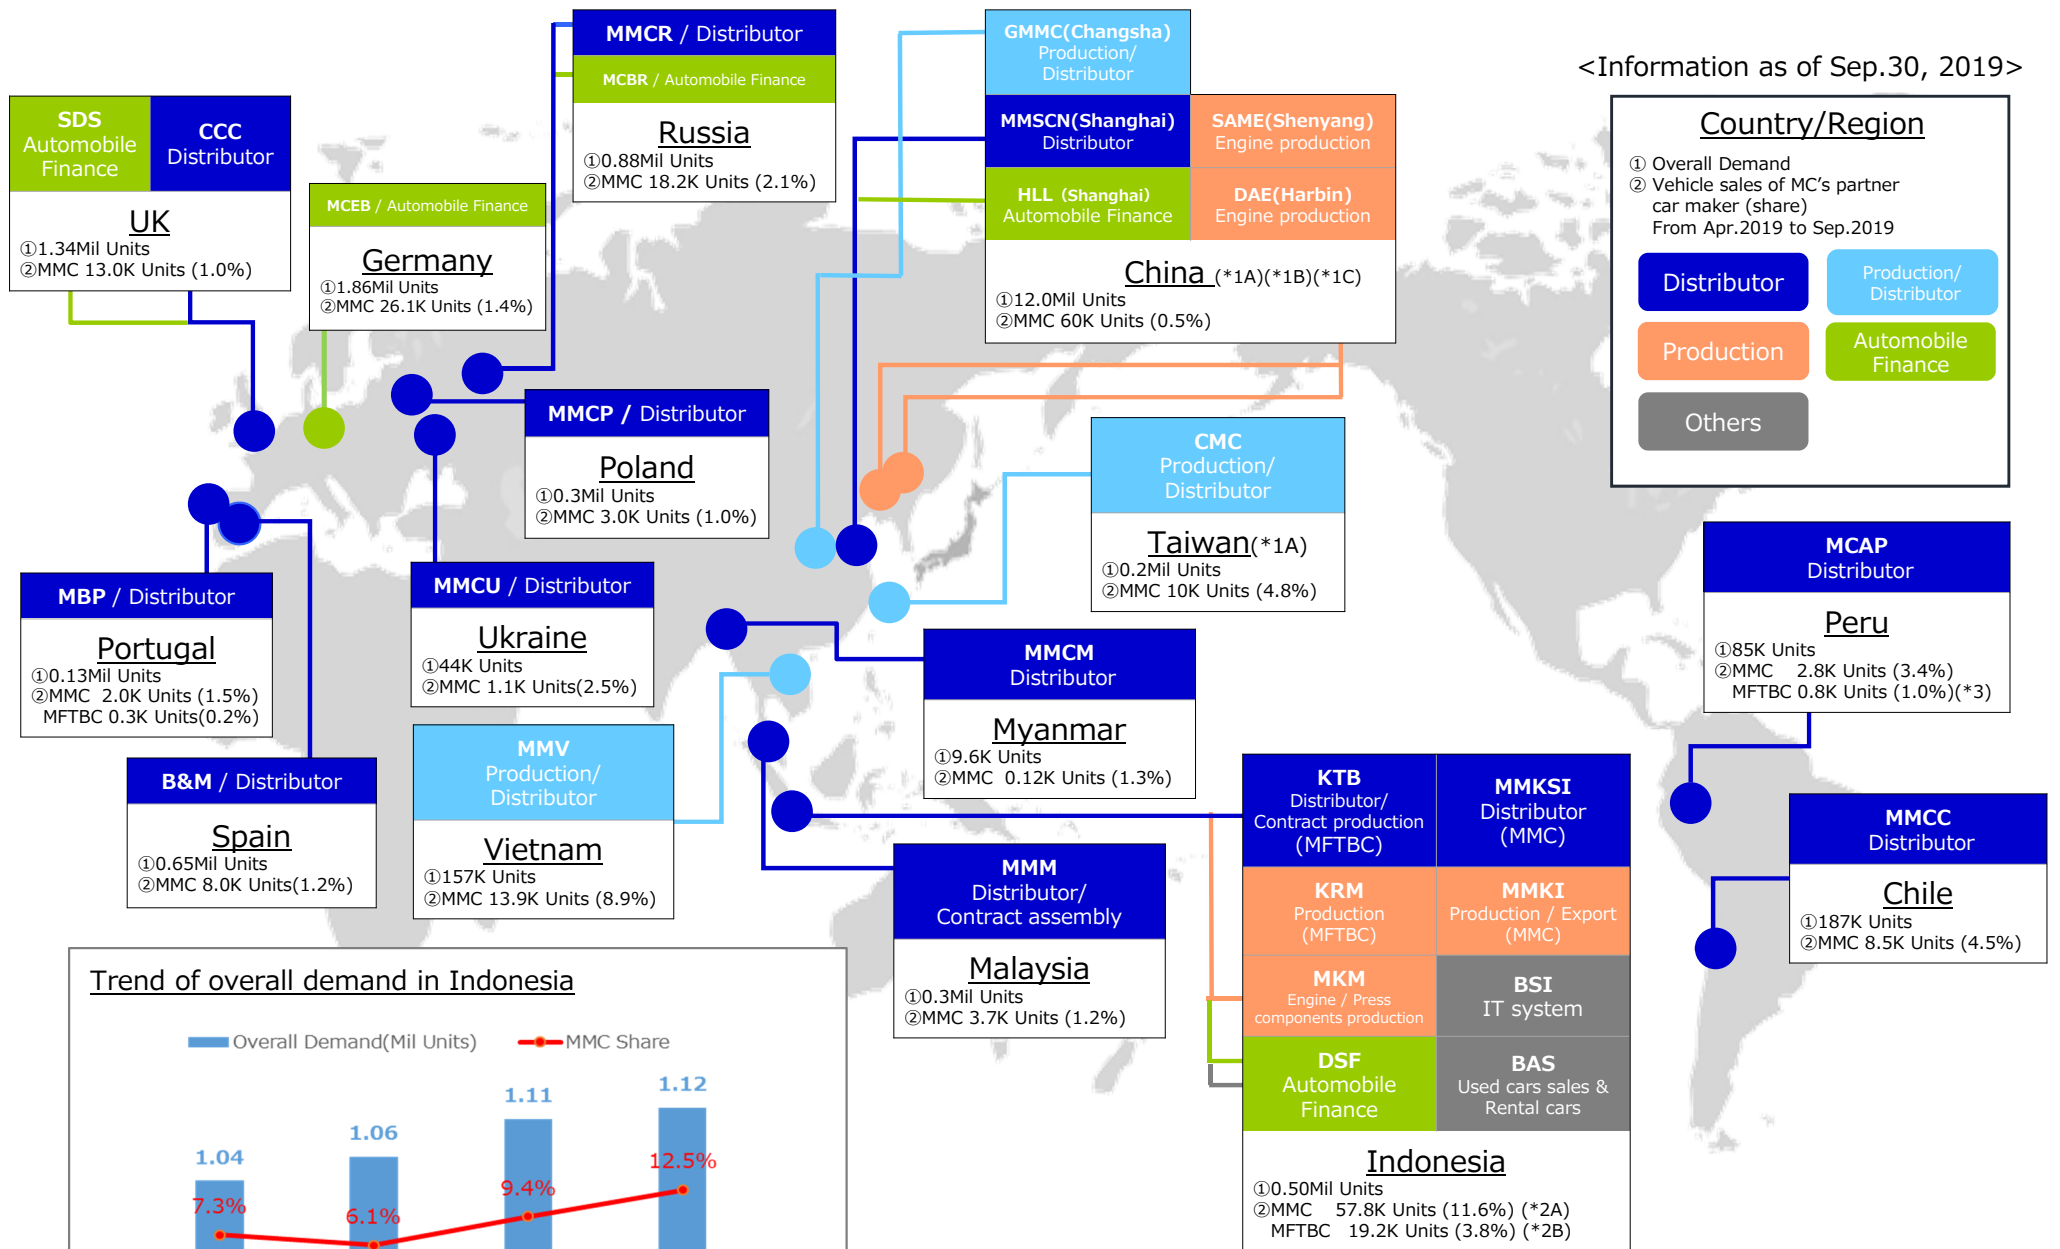 <Information as of Sep.30, 2019>
Country/Region
① Overall Demand
② Vehicle sales of MC's partner
car maker (share)
From Apr.2019 to Sep.2019
Distributor
Production/
Distributor
Production
Automobile
Finance
Others
SDS
Automobile
Finance
CCC
Distributor
UK
①1.34Mil Units
②MMC 13.0K Units (1.0%)
MCEB / Automobile Finance
Germany
①1.86Mil Units
②MMC 26.1K Units (1.4%)
MMCR / Distributor
MCBR / Automobile Finance
Russia
①0.88Mil Units
②MMC 18.2K Units (2.1%)
GMMC(Changsha)
Production/
Distributor
MMSCN(Shanghai)
Distributor
SAME(Shenyang)
Engine production
HLL (Shanghai)
Automobile Finance
DAE(Harbin)
Engine production
China (*1A)(*1B)(*1C)
①12.0Mil Units
②MMC 60K Units (0.5%)
MMCP / Distributor
Poland
①0.3Mil Units
②MMC 3.0K Units (1.0%)
CMC
Production/
Distributor
Taiwan(*1A)
①0.2Mil Units
②MMC 10K Units (4.8%)
MBP / Distributor
Portugal
①0.13Mil Units
②MMC 2.0K Units (1.5%)
MFTBC 0.3K Units(0.2%)
MMCU / Distributor
Ukraine
①44K Units
②MMC 1.1K Units(2.5%)
MMCM
Distributor
Myanmar
①9.6K Units
②MMC 0.12K Units (1.3%)
MCAP
Distributor
Peru
①85K Units
②MMC 2.8K Units (3.4%)
MFTBC 0.8K Units (1.0%)(*3)
B&M / Distributor
Spain
①0.65Mil Units
②MMC 8.0K Units(1.2%)
MMV
Production/
Distributor
Vietnam
①157K Units
②MMC 13.9K Units (8.9%)
MMM
Distributor/
Contract assembly
Malaysia
①0.3Mil Units
②MMC 3.7K Units (1.2%)
KTB
Distributor/
Contract production
(MFTBC)
MMKSI
Distributor
(MMC)
KRM
Production
(MFTBC)
MMKI
Production / Export
(MMC)
MKM
Engine / Press
components production
BSI
IT system
DSF
Automobile
Finance
BAS
Used cars sales &
Rental cars
Indonesia
①0.50Mil Units
②MMC 57.8K Units (11.6%) (*2A)
MFTBC 19.2K Units (3.8%) (*2B)
MMCC
Distributor
Chile
①187K Units
②MMC 8.5K Units (4.5%)
Trend of overall demand in Indonesia
Overall Demand(Mil Units) MMC Share
1.04 1.06 1.11 1.12
7.3% 6.1% 9.4% 12.5%